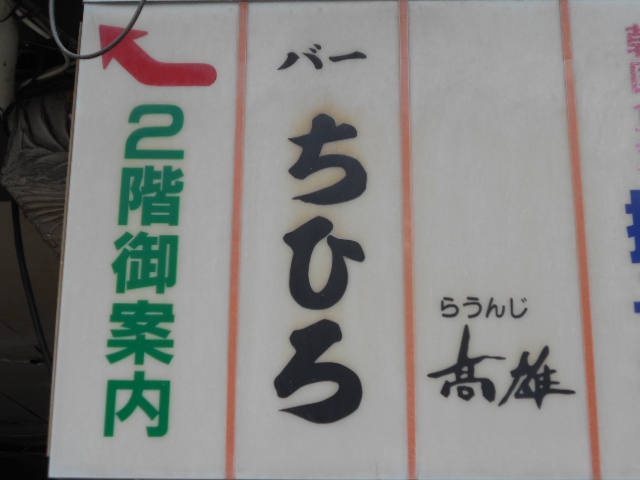 2階御案内
バー
ちひろ
らうんじ
高雄